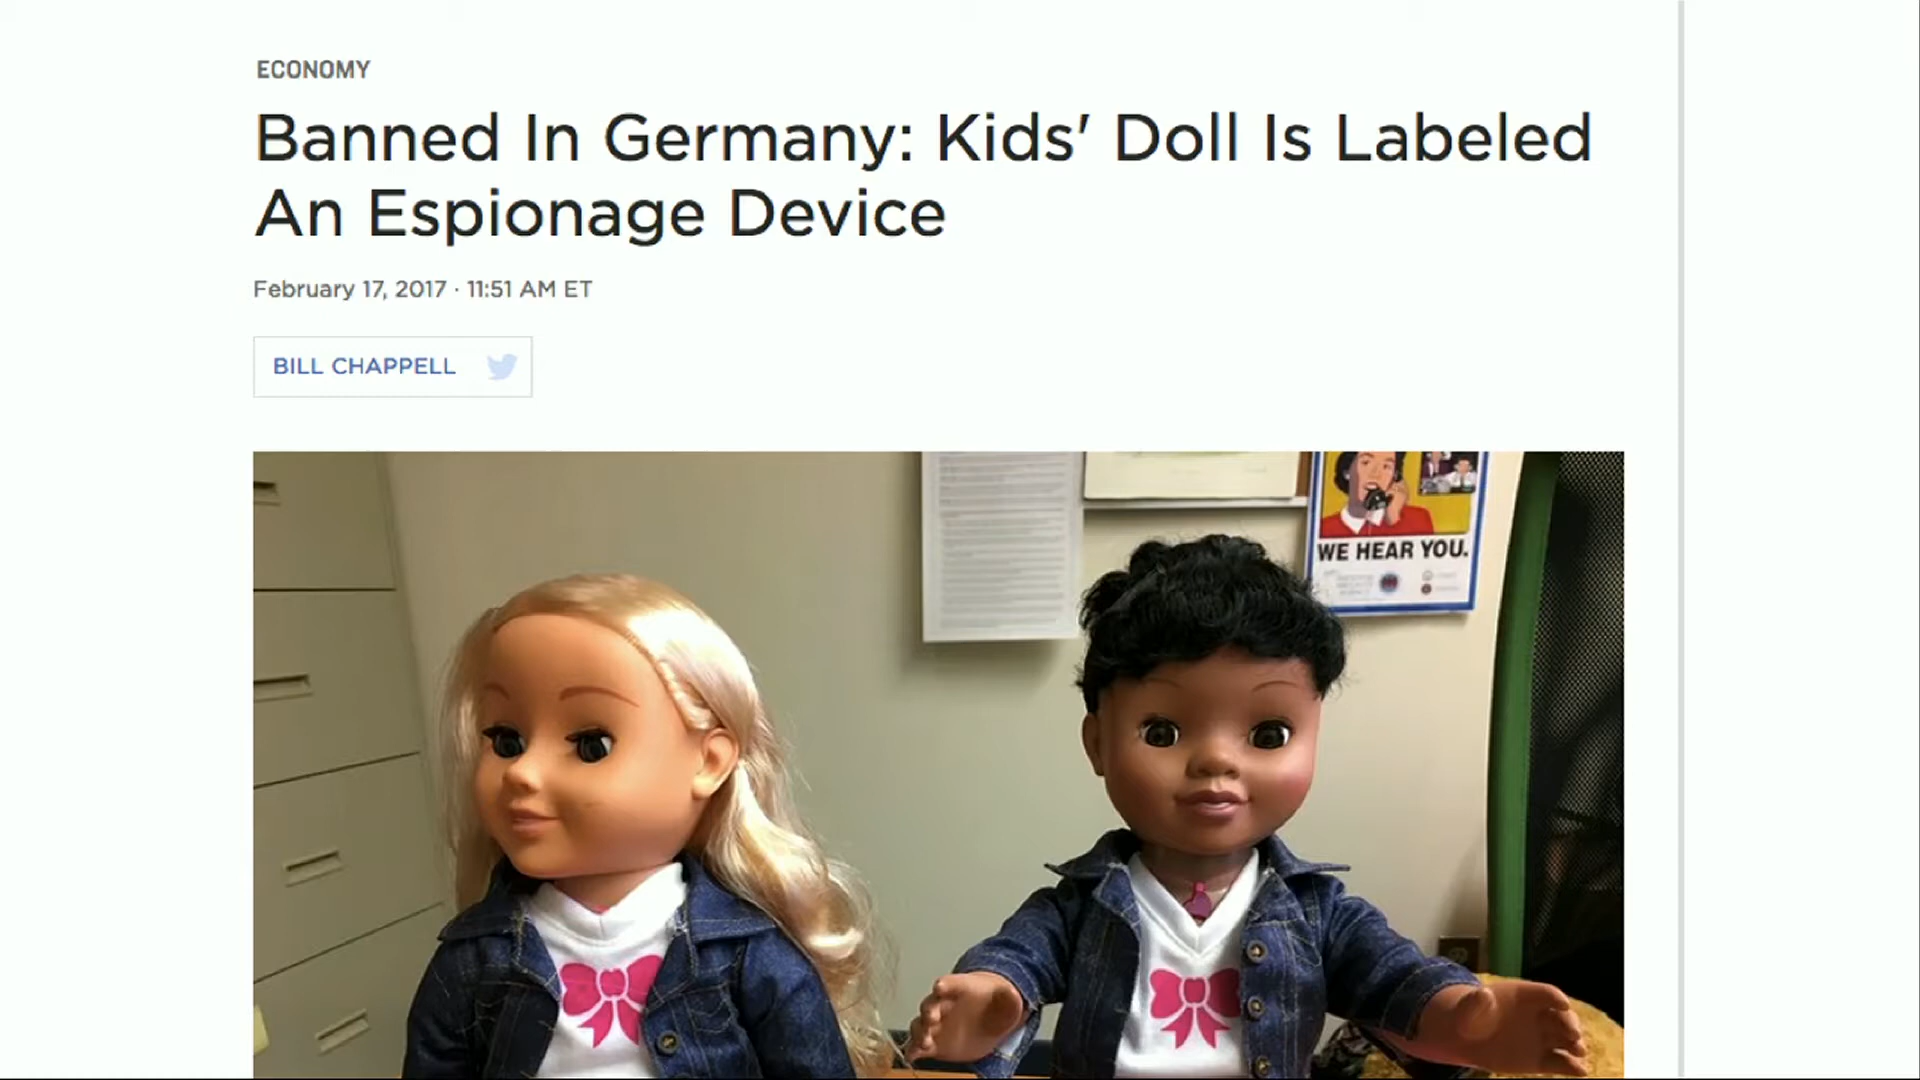 ECONOMY
Banned In Germany: Kids' Doll Is Labeled
An Espionage Device
February 17, 2017 · 11:51 AM ET
BILL CHAPPELL
WE HEAR YOU.